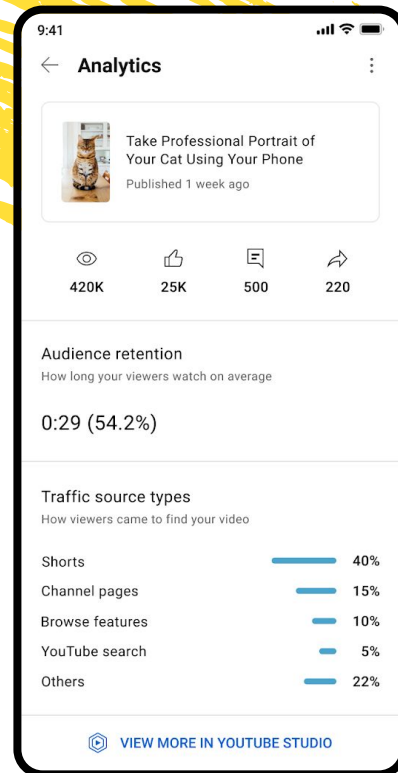 9:41
Analytics
Take Professional Portrait of
Your Cat Using Your Phone
Published 1 week ago
420K 25K 500 220
Audience retention
How long your viewers watch on average
0:29 (54.2%)
Traffic source types
How viewers came to find your video
Shorts 40%
Channel pages 15%
Browse features 10%
YouTube search 5%
Others 22%
VIEW MORE IN YOUTUBE STUDIO